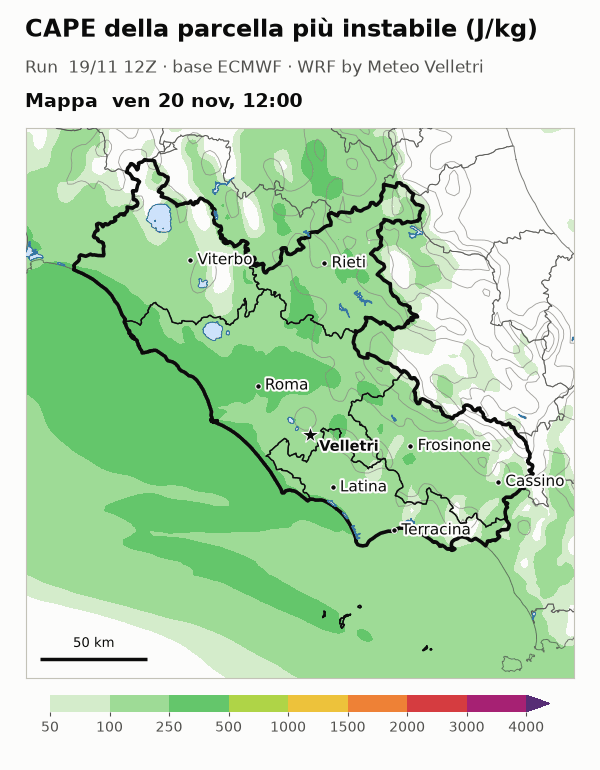 CAPE della parcella più instabile (J/kg)
Run  19/11 12Z · base ECMWF · WRF by Meteo Velletri
Mappa  ven 20 nov, 12:00
Viterbo
Rieti
Roma
Velletri
Frosinone
Latina
Cassino
Terracina
50 km
50 100 250 500 1000 1500 2000 3000 4000